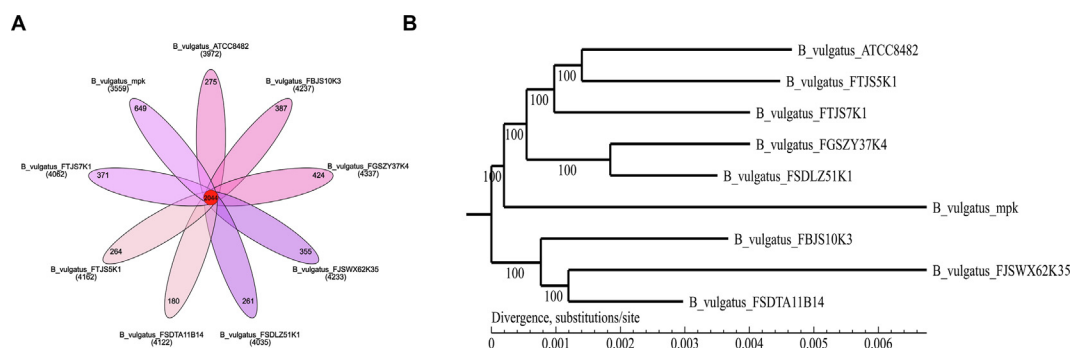 A
B_vulgatus_ATCC8482
(3972)
275
B_vulgatus_mpk
(3559)
649
B_vulgatus_FBJS10K3
(4237)
387
B_vulgatus_FTJS7K1
(4062)
371
B_vulgatus_FGSZY37K4
(4337)
424
2044
264
B_vulgatus_FTJS5K1
(4162)
355
B_vulgatus_FJSWX62K35
(4233)
180
261
B_vulgatus_FSDTA11B14
(4122)
B_vulgatus_FSDLZ51K1
(4035)
B
B_vulgatus_ATCC8482
100
B_vulgatus_FTJS5K1
100
B_vulgatus_FTJS7K1
100
B_vulgatus_FGSZY37K4
100
B_vulgatus_FSDLZ51K1
100
B_vulgatus_mpk
B_vulgatus_FBJS10K3
100
B_vulgatus_FJSWX62K35
100
B_vulgatus_FSDTA11B14
Divergence, substitutions/site
0 0.001 0.002 0.003 0.004 0.005 0.006